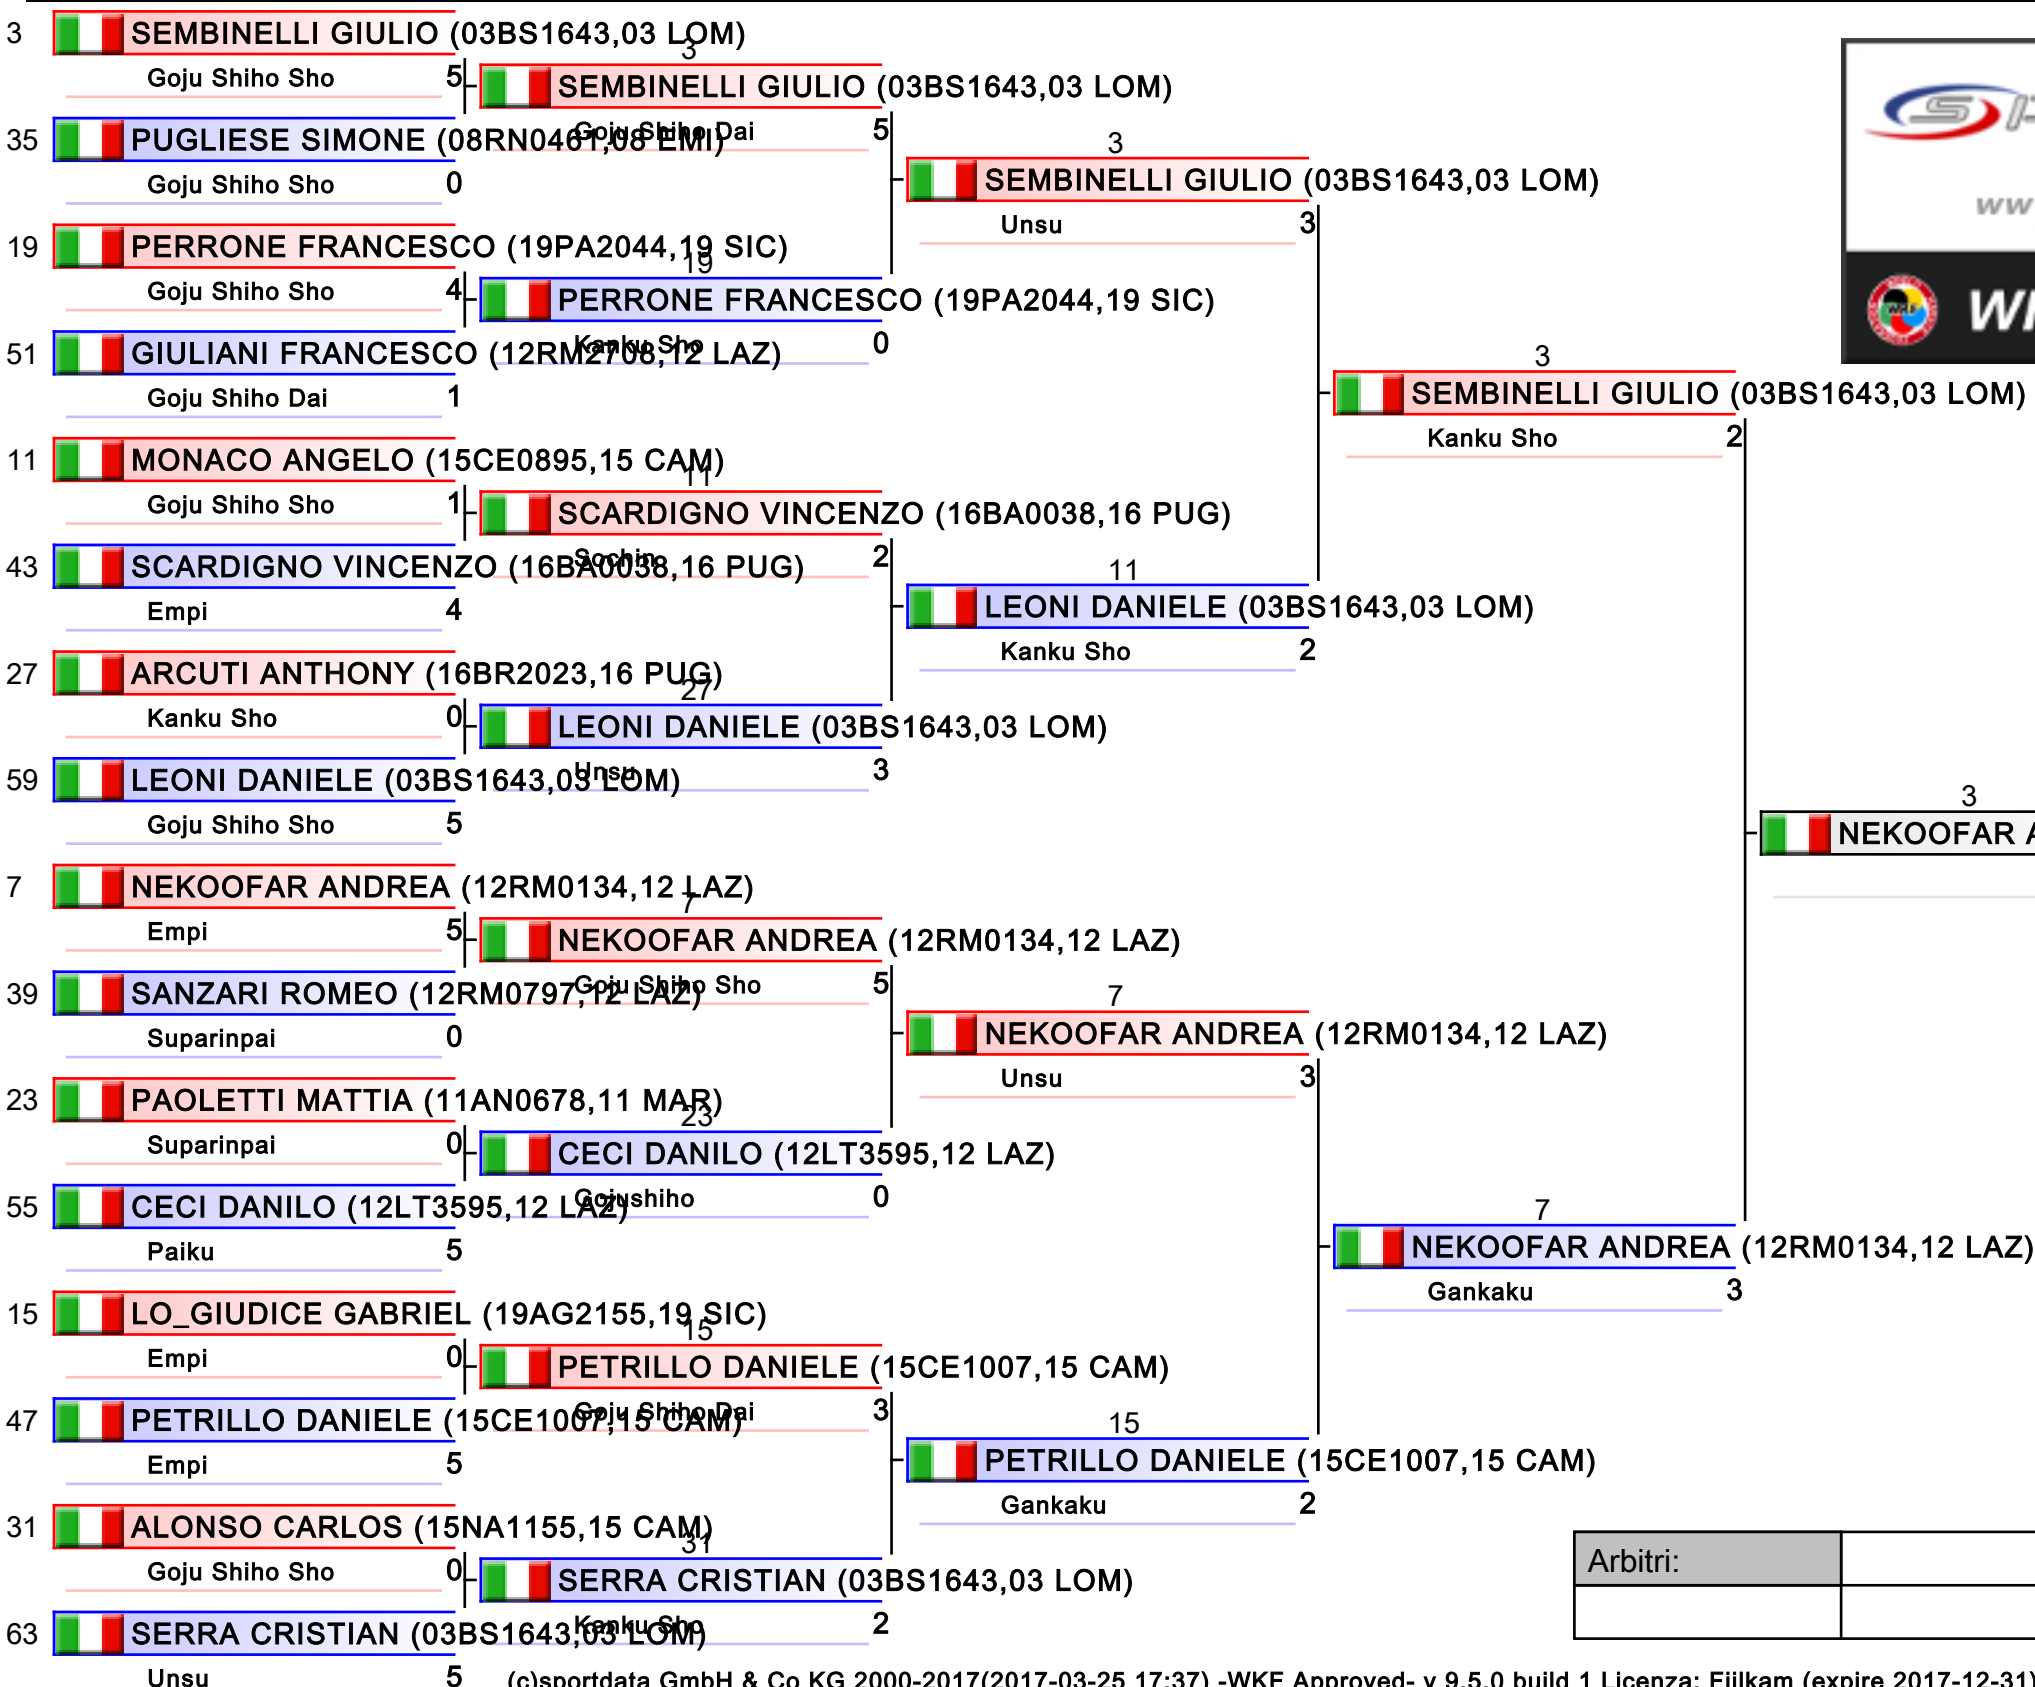 3 SEMBINELLI GIULIO (03BS1643,03 LOM)
Goju Shiho Sho 5
35 PUGLIESE SIMONE (08RN0461,08 EMI)
Goju Shiho Sho 0
19 PERRONE FRANCESCO (19PA2044,19 SIC)
Goju Shiho Sho 4
51 GIULIANI FRANCESCO (12RM2708,12 LAZ)
Goju Shiho Dai 1
11 MONACO ANGELO (15CE0895,15 CAM)
Goju Shiho Sho 1
43 SCARDIGNO VINCENZO (16BA0038,16 PUG)
Empi 4
27 ARCUTI ANTHONY (16BR2023,16 PUG)
Kanku Sho 0
59 LEONI DANIELE (03BS1643,03 LOM)
Goju Shiho Sho 5
7 NEKOOFAR ANDREA (12RM0134,12 LAZ)
Empi 5
39 SANZARI ROMEO (12RM0797,12 LAZ)
Suparinpai 0
23 PAOLETTI MATTIA (11AN0678,11 MAR)
Suparinpai 0
55 CECI DANILO (12LT3595,12 LAZ)
Paiku 5
15 LO_GIUDICE GABRIEL (19AG2155,19 SIC)
Empi 0
47 PETRILLO DANIELE (15CE1007,15 CAM)
Empi 5
31 ALONSO CARLOS (15NA1155,15 CAM)
Goju Shiho Sho 0
63 SERRA CRISTIAN (03BS1643,03 LOM)
Unsu 5
3
SEMBINELLI GIULIO (03BS1643,03 LOM)
Goju Shiho Dai 5
19
PERRONE FRANCESCO (19PA2044,19 SIC)
Kanku Sho 0
11
SCARDIGNO VINCENZO (16BA0038,16 PUG)
Sochin 2
27
LEONI DANIELE (03BS1643,03 LOM)
Unsu 3
7
NEKOOFAR ANDREA (12RM0134,12 LAZ)
Goju Shiho Sho 5
23
CECI DANILO (12LT3595,12 LAZ)
Gojushiho 0
15
PETRILLO DANIELE (15CE1007,15 CAM)
Goju Shiho Dai 3
31
SERRA CRISTIAN (03BS1643,03 LOM)
Kanku Sho 2
3
SEMBINELLI GIULIO (03BS1643,03 LOM)
Unsu 3
11
LEONI DANIELE (03BS1643,03 LOM)
Kanku Sho 2
7
NEKOOFAR ANDREA (12RM0134,12 LAZ)
Unsu 3
15
PETRILLO DANIELE (15CE1007,15 CAM)
Gankaku 2
3
SEMBINELLI GIULIO (03BS1643,03 LOM)
Kanku Sho 2
7
NEKOOFAR ANDREA (12RM0134,12 LAZ)
Gankaku 3
3
NEKOOFAR
Arbitri:
(c)sportdata GmbH & Co KG 2000-2017(2017-03-25 17:37) -WKF Approved- v 9.5.0 build 1 Licenza: Fijlkam (expire 2017-12-31)